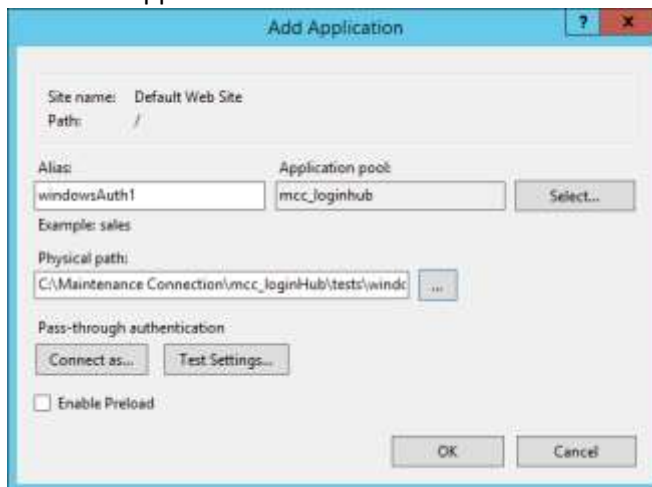 Add Application
?
x
Site name: Default Web Site
Path: /
Alias:
Application pool:
windowsAuth1
mcc_loginhub
Select...
Example: sales
Physical path:
C:\Maintenance Connection\mcc_loginHub\tests\windc
...
Pass-through authentication
Connect as...
Test Settings...
Enable Preload
OK
Cancel